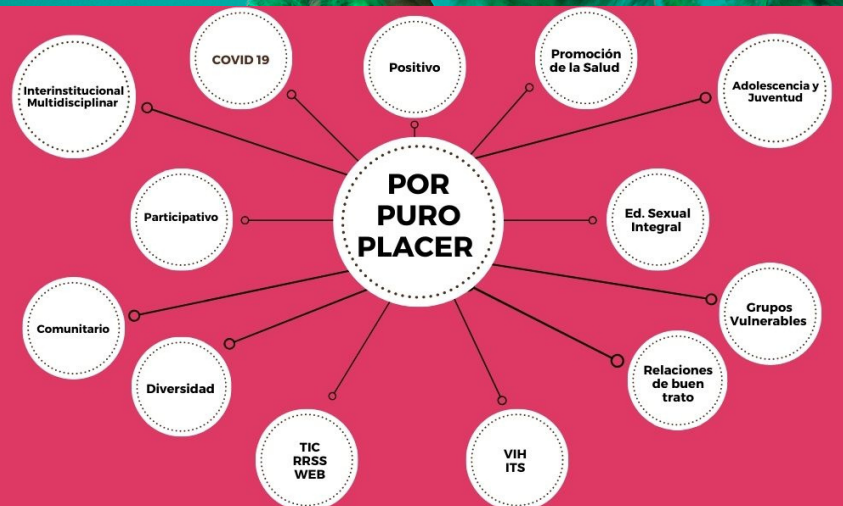 COVID 19
Positivo
Promoción
de la Salud
Interinstitucional
Multidisciplinar
Adolescencia y
Juventud
POR
PURO
PLACER
Participativo
Ed. Sexual
Integral
Comunitario
Grupos
Vulnerables
Diversidad
Relaciones
de buen
trato
TIC
RRSS
WEB
VIH
ITS